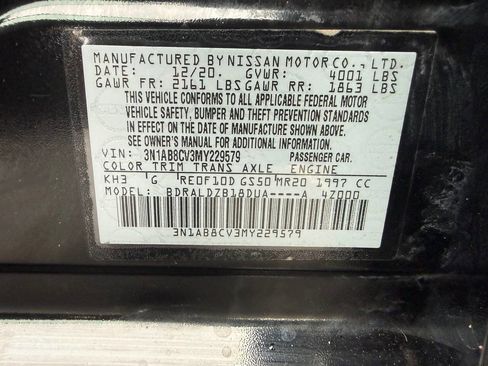 MANUFACTURED BY NISSAN MOTOR CO., LTD.
DATE: 12/20. GVWR: 4001 LBS
GAWR FR: 2161 LBS GAWR RR: 1863 LBS
THIS VEHICLE CONFORMS TO ALL APPLICABLE FEDERAL MOTOR
VEHICLE SAFETY, BUMPER AND THEFT PREVENTION STANDARDS
IN EFFECT ON THE DATE OF MANUFACTURE SHOWN ABOVE.
SEE OWNER'S MANUAL FOR MORE INFORMATION
VIN: 3N1AB8CV3MY229579 PASSENGER CAR.
COLOR TRIM TRANS AXLE ENGINE
KH3 G RE0F10D GS50 MR20 1997 CC
MODEL: BDRALDZB18DUA----A 47000
3N1AB8CV3MY229579